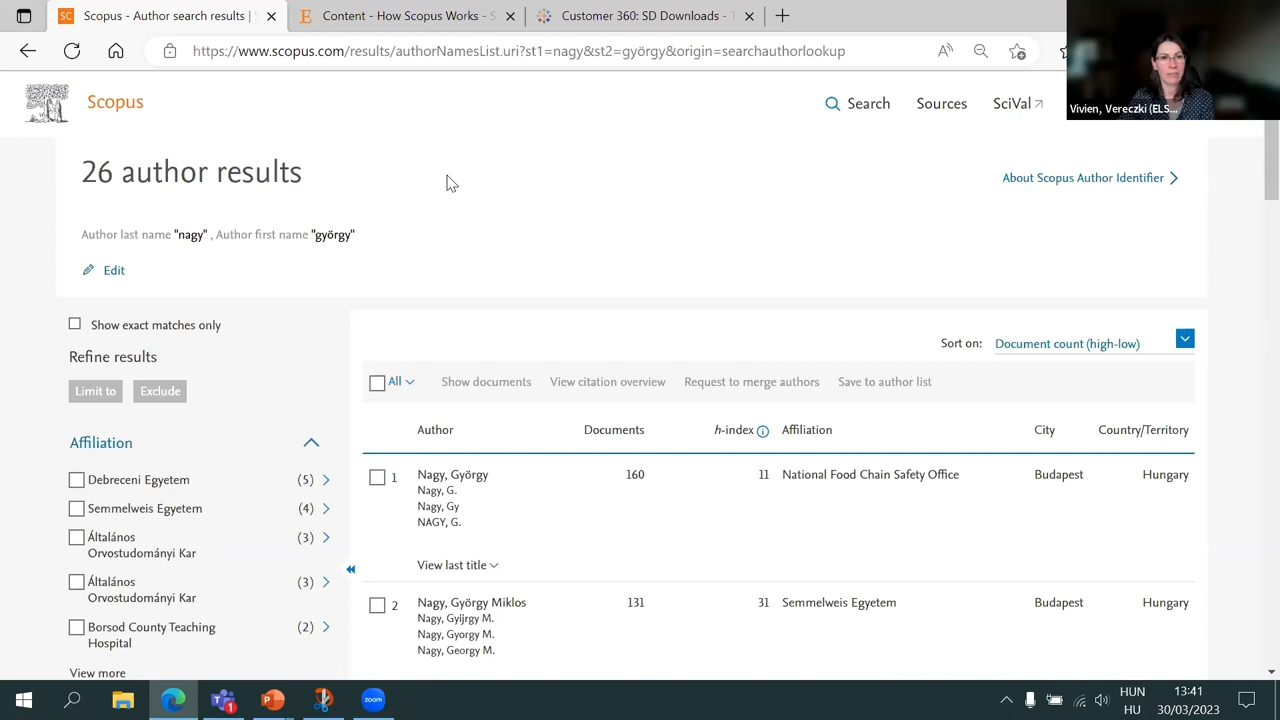 Scopus - Author search results |
Content - How Scopus Works - S
Customer 360: SD Downloads - T
https://www.scopus.com/results/authorNamesList.uri?st1=nagy&st2=györgy&origin=searchauthorlookup
Vivien, Vereczki (ELS...
Scopus
Search
Sources
SciVal
26 author results
About Scopus Author Identifier
Author last name "nagy" , Author first name "györgy"
Edit
Show exact matches only
Refine results
Limit to
Exclude
Affiliation
Debreceni Egyetem (5)
Semmelweis Egyetem (4)
Általános (3)
Orvostudományi Kar
Általános (3)
Orvostudományi Kar
Borsod County Teaching (2)
Hospital
View more
Sort on: Document count (high-low)
All Show documents View citation overview Request to merge authors Save to author list
Author Documents h-index Affiliation City Country/Territory
1 Nagy, György 160 11 National Food Chain Safety Office Budapest Hungary
Nagy, G.
Nagy, Gy
NAGY, G.
View last title
2 Nagy, György Miklos 131 31 Semmelweis Egyetem Budapest Hungary
Nagy, Gyijrgy M.
Nagy, Gyorgy M.
Nagy, Georgy M.
zoom
HUN
HU
13:41
30/03/2023